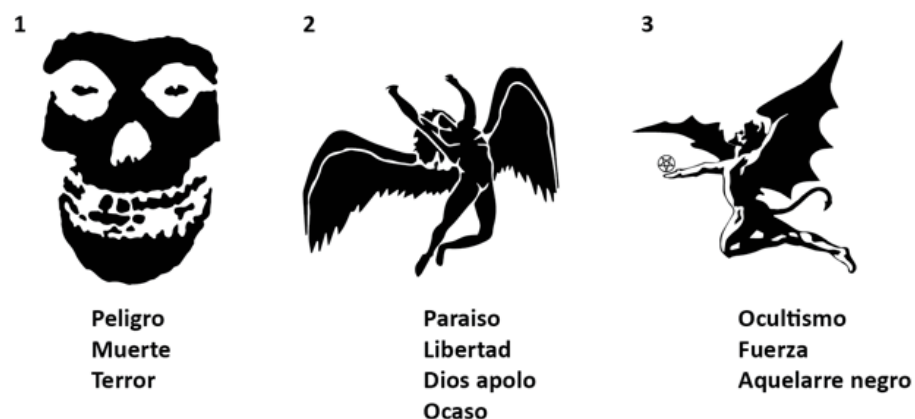 1
2
3
Peligro
Muerte
Terror
Paraiso
Libertad
Dios apolo
Ocaso
Ocultismo
Fuerza
Aquelarre negro